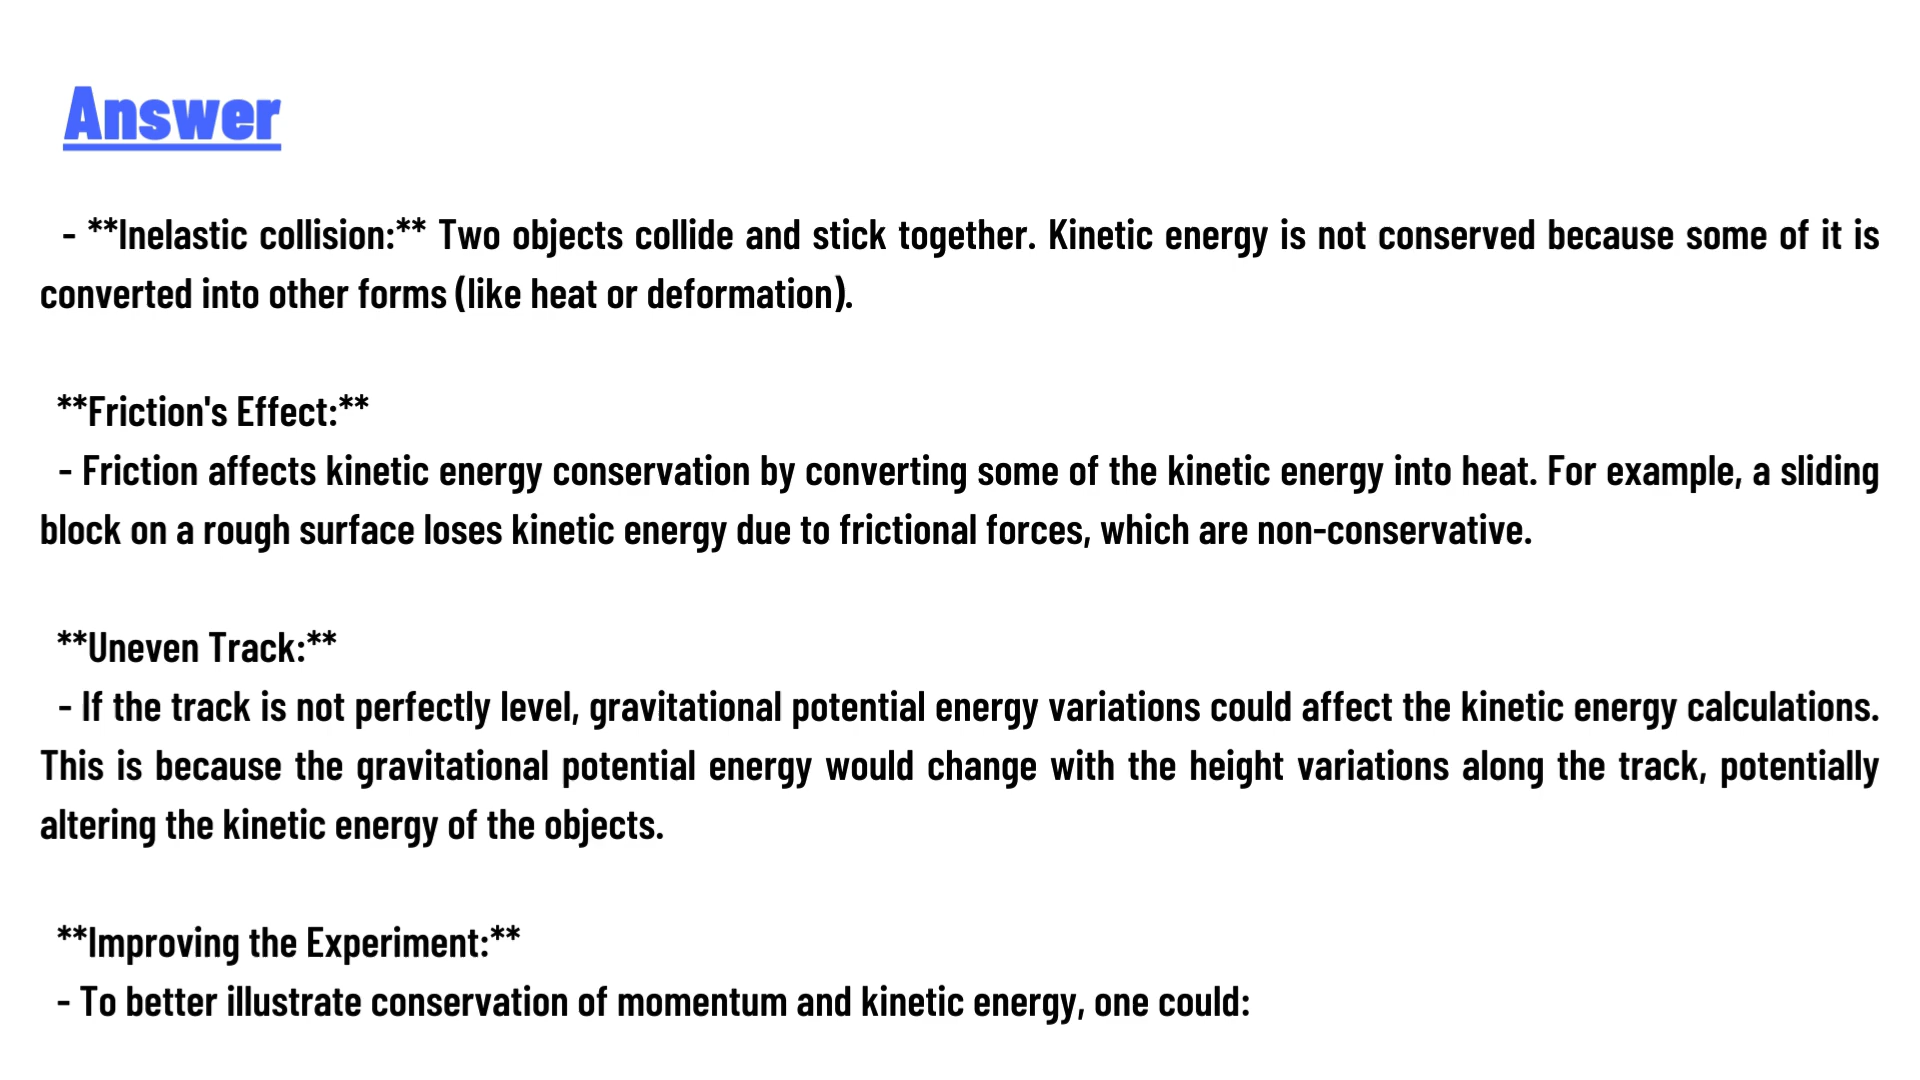 Answer
- **Inelastic collision:** Two objects collide and stick together. Kinetic energy is not conserved because some of it is
converted into other forms (like heat or deformation).
**Friction's Effect:**
- Friction affects kinetic energy conservation by converting some of the kinetic energy into heat. For example, a sliding
block on a rough surface loses kinetic energy due to frictional forces, which are non-conservative.
**Uneven Track:**
- If the track is not perfectly level, gravitational potential energy variations could affect the kinetic energy calculations.
This is because the gravitational potential energy would change with the height variations along the track, potentially
altering the kinetic energy of the objects.
**Improving the Experiment:**
- To better illustrate conservation of momentum and kinetic energy, one could: